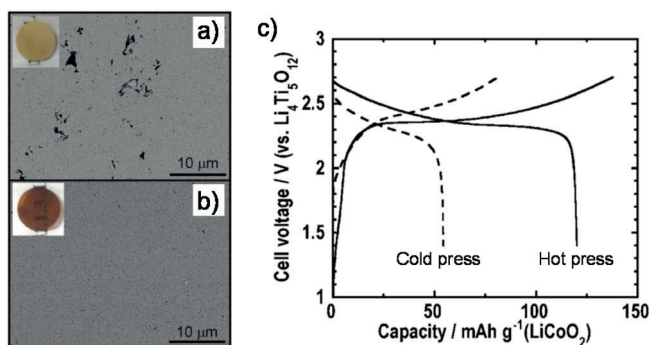 a)
10 μm
b)
10 μm
c)
Cell voltage / V (vs. Li4Ti5O12)
3
2.5
2
1.5
1
Cold press
Hot press
0
50
100
150
Capacity / mAh g-1(LiCoO2)